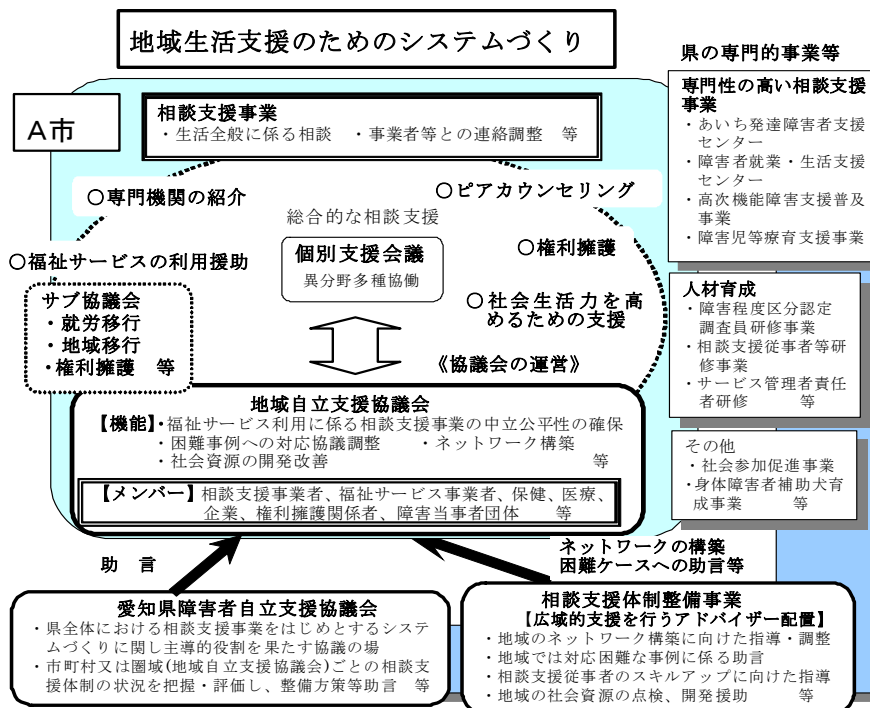 地域生活支援のためのシステムづくり
県の専門的事業等
A市
相談支援事業
・生活全般に係る相談　・事業者等との連絡調整　等
○専門機関の紹介
○ピアカウンセリング
総合的な相談支援
個別支援会議
異分野多種協働
○権利擁護
○福祉サービスの利用援助
○社会生活力を高
めるための支援
サブ協議会
・就労移行
・地域移行
・権利擁護　等
《協議会の運営》
地域自立支援協議会
【機能】・福祉サービス利用に係る相談支援事業の中立公平性の確保
・困難事例への対応協議調整　　・ネットワーク構築
・社会資源の開発改善　　等
【メンバー】相談支援事業者、福祉サービス事業者、保健、医療、
企業、権利擁護関係者、障害当事者団体　　等
専門性の高い相談支援
事業
・あいち発達障害者支援
センター
・障害者就業・生活支援
センター
・高次機能障害支援普及
事業
・障害児等療育支援事業
人材育成
・障害程度区分認定
調査員研修事業
・相談支援従事者等研
修事業
・サービス管理者責任
者研修　　等
その他
・社会参加促進事業
・身体障害者補助犬育
成事業　　等
助　言
ネットワークの構築
困難ケースへの助言等
愛知県障害者自立支援協議会
・県全体における相談支援事業をはじめとするシステ
ムづくりに関し主導的役割を果たす協議の場
・市町村又は圏域(地域自立支援協議会)ごとの相談支
援体制の状況を把握・評価し、整備方策等助言　等
相談支援体制整備事業
【広域的支援を行うアドバイザー配置】
・地域のネットワーク構築に向けた指導・調整
・地域では対応困難な事例に係る助言
・相談支援従事者のスキルアップに向けた指導
・地域の社会資源の点検、開発援助　　等